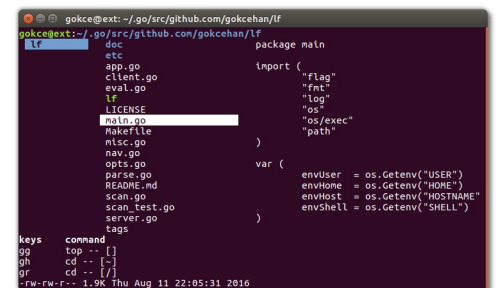 gokce@ext: ~/.go/src/github.com/gokcehan/lf
gokce@ext:~/.go/src/github.com/gokcehan/lf
lf doc package main
etc
app.go import (
client.go "flag"
eval.go "fmt"
lf "log"
LICENSE "os"
main.go "os/exec"
Makefile "path"
misc.go )
nav.go
opts.go var (
parse.go envUser = os.Getenv("USER")
README.md envHome = os.Getenv("HOME")
scan.go envHost = os.Getenv("HOSTNAME"
scan_test.go envShell = os.Getenv("SHELL")
server.go )
tags
keys command
gg top -- []
gh cd -- [~]
gr cd -- [/]
-rw-rw-r-- 1.9K Thu Aug 11 22:05:31 2016